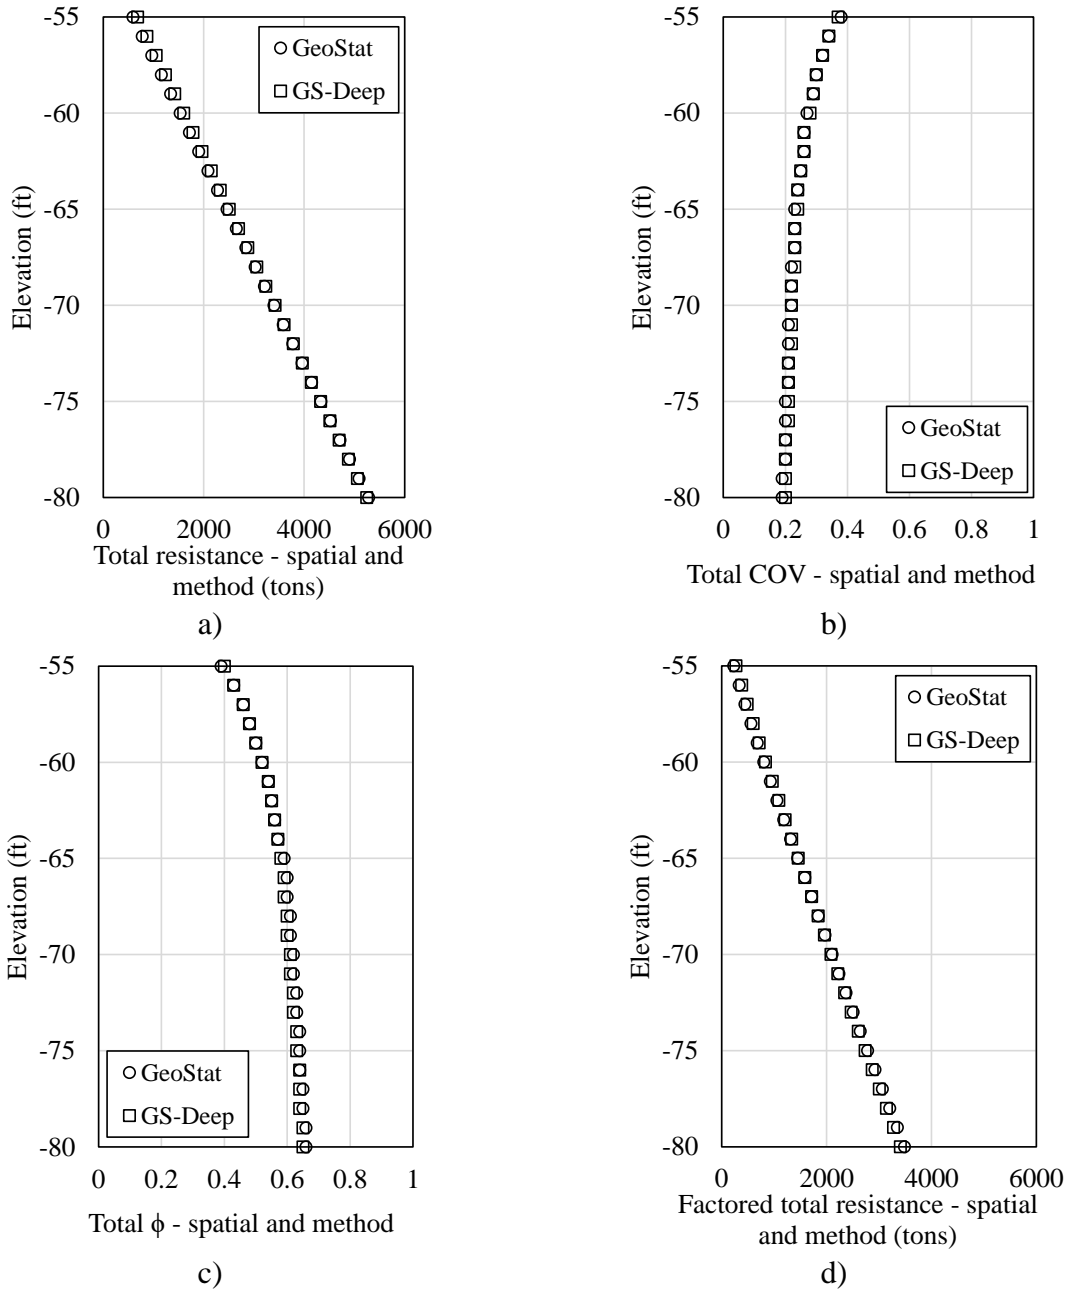 -55
-60
-65
-70
-75
-80
Elevation (ft)
GeoStat
GS-Deep
0 2000 4000 6000
Total resistance - spatial and
method (tons)
a)
-55
-60
-65
-70
-75
-80
Elevation (ft)
GeoStat
GS-Deep
0 0.2 0.4 0.6 0.8 1
Total COV - spatial and method
b)
-55
-60
-65
-70
-75
-80
Elevation (ft)
GeoStat
GS-Deep
0 0.2 0.4 0.6 0.8 1
Total ϕ - spatial and method
c)
-55
-60
-65
-70
-75
-80
Elevation (ft)
GeoStat
GS-Deep
0 2000 4000 6000
Factored total resistance - spatial
and method (tons)
d)